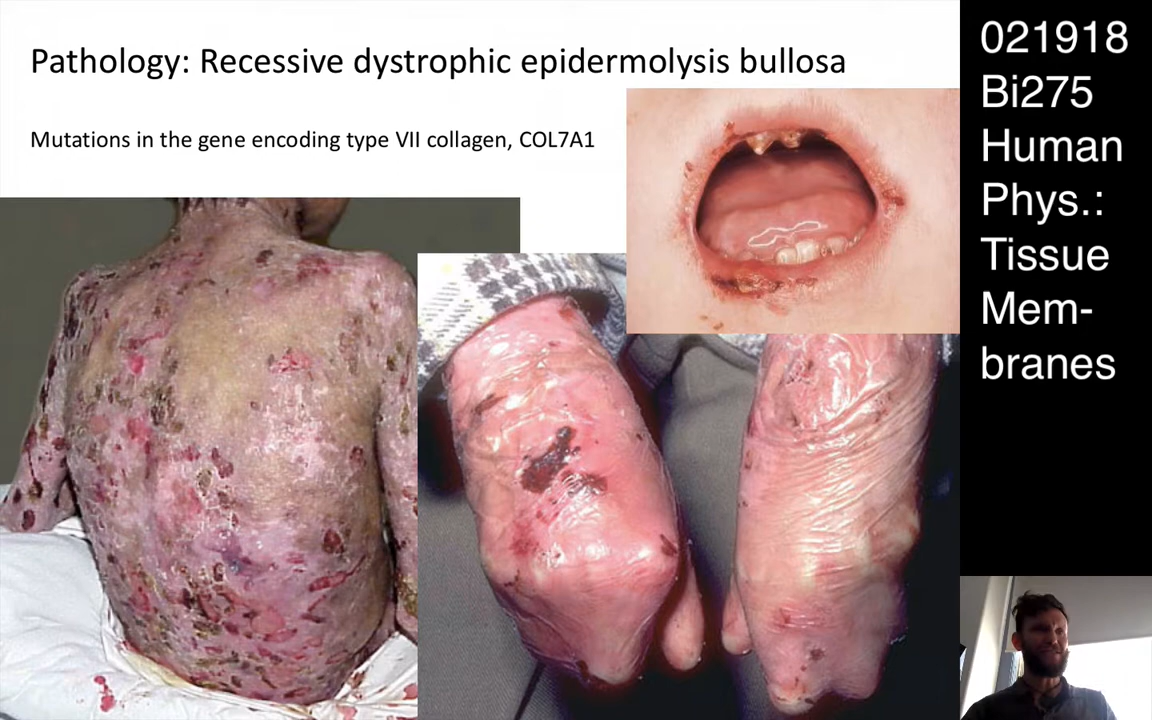 Pathology: Recessive dystrophic epidermolysis bullosa
Mutations in the gene encoding type VII collagen, COL7A1
021918
Bi275
Human
Phys.:
Tissue
Mem-
branes